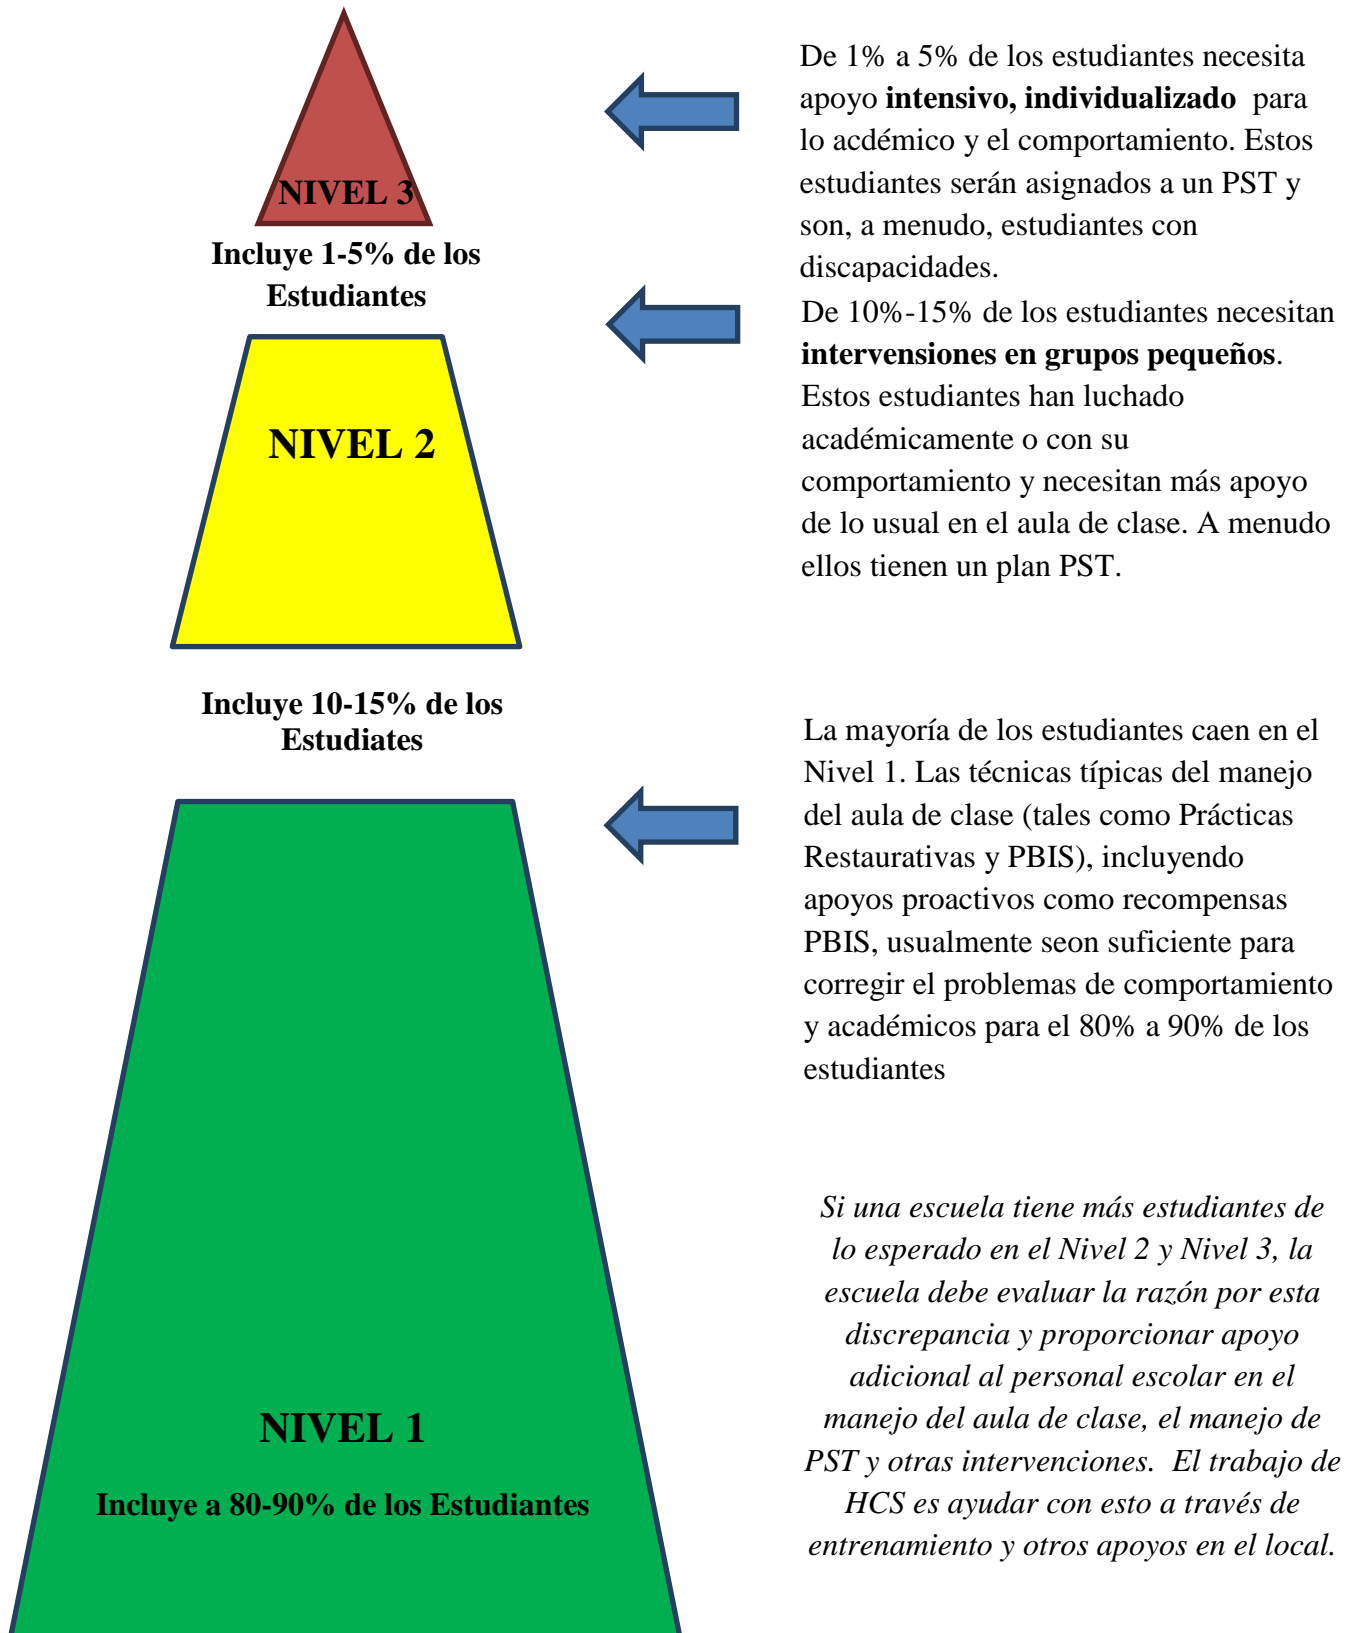 NIVEL 3
Incluye 1-5% de los
Estudiantes
De 1% a 5% de los estudiantes necesita
apoyo intensivo, individualizado para
lo acdémico y el comportamiento. Estos
estudiantes serán asignados a un PST y
son, a menudo, estudiantes con
discapacidades.
NIVEL 2
Incluye 10-15% de los
Estudiates
De 10%-15% de los estudiantes necesitan
intervensiones en grupos pequeños.
Estos estudiantes han luchado
académicamente o con su
comportamiento y necesitan más apoyo
de lo usual en el aula de clase. A menudo
ellos tienen un plan PST.
NIVEL 1
Incluye a 80-90% de los Estudiantes
La mayoría de los estudiantes caen en el
Nivel 1. Las técnicas típicas del manejo
del aula de clase (tales como Prácticas
Restaurativas y PBIS), incluyendo
apoyos proactivos como recompensas
PBIS, usualmente seon suficiente para
corregir el problemas de comportamiento
y académicos para el 80% a 90% de los
estudiantes
Si una escuela tiene más estudiantes de
lo esperado en el Nivel 2 y Nivel 3, la
escuela debe evaluar la razón por esta
discrepancia y proporcionar apoyo
adicional al personal escolar en el
manejo del aula de clase, el manejo de
PST y otras intervenciones. El trabajo de
HCS es ayudar con esto a través de
entrenamiento y otros apoyos en el local.